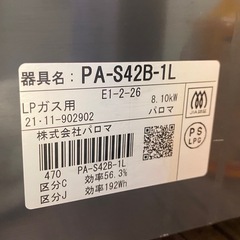 器具名: PA-S42B-1L
E1-2-26
LPガス用 8.10kW
21·11-902902 パロマ
株式会社パロマ
PA-S42B-1L
470 区分C 効率56.3%
区分J 効率192Wh
PS
LPG